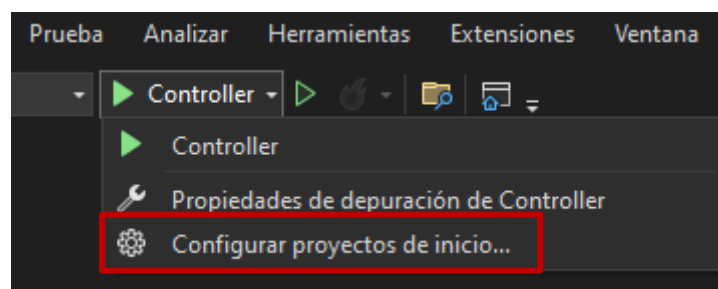 Prueba Analizar Herramientas Extensiones Ventana
Controller
Controller
Propiedades de depuración de Controller
Configurar proyectos de inicio...